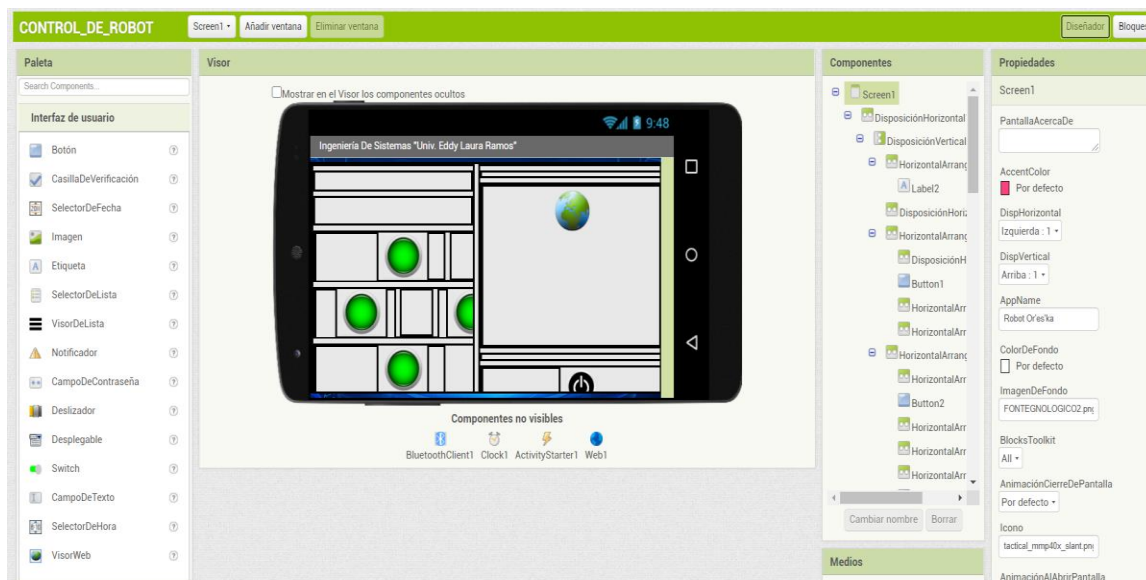 CONTROL_DE_ROBOT
Screen1
Añadir ventana
Eliminar ventana
Diseñador
Bloques
Paleta
Search Components...
Interfaz de usuario
Botón
CasillaDeVerificación
SelectorDeFecha
Imagen
Etiqueta
SelectorDeLista
VisorDeLista
Notificador
CampoDeContraseña
Deslizador
Desplegable
Switch
CampoDeTexto
SelectorDeHora
VisorWeb
Visor
Mostrar en el Visor los componentes ocultos
9:48
Ingeniería De Sistemas "Univ. Eddy Laura Ramos"
Componentes no visibles
BluetoothClient1 Clock1 ActivityStarter1 Web1
Componentes
Screen1
DisposiciónHorizontal
DisposiciónVertical
HorizontalArrang
Label2
DisposiciónHoriz
HorizontalArrang
DisposiciónH
Button1
HorizontalArr
HorizontalArr
HorizontalArrang
HorizontalArr
Button2
HorizontalArr
HorizontalArr
HorizontalArr
Cambiar nombre
Borrar
Medios
Propiedades
Screen1
PantallaAcercaDe
AccentColor
Por defecto
DispHorizontal
Izquierda : 1
DispVertical
Arriba : 1
AppName
Robot Or'es'ka
ColorDeFondo
Por defecto
ImagenDeFondo
FONTEGNOLOGICO2.png
BlocksToolkit
All
AnimaciónCierreDePantalla
Por defecto
Icono
tactical_mmp40x_slant.png
AnimaciónAlAbrirPantalla